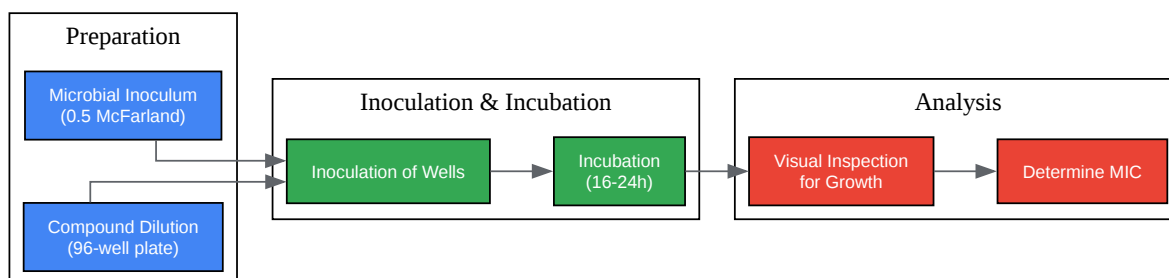 Preparation
Microbial Inoculum
(0.5 McFarland)
Compound Dilution
(96-well plate)
Inoculation & Incubation
Inoculation of Wells
Incubation
(16-24h)
Analysis
Visual Inspection
for Growth
Determine MIC